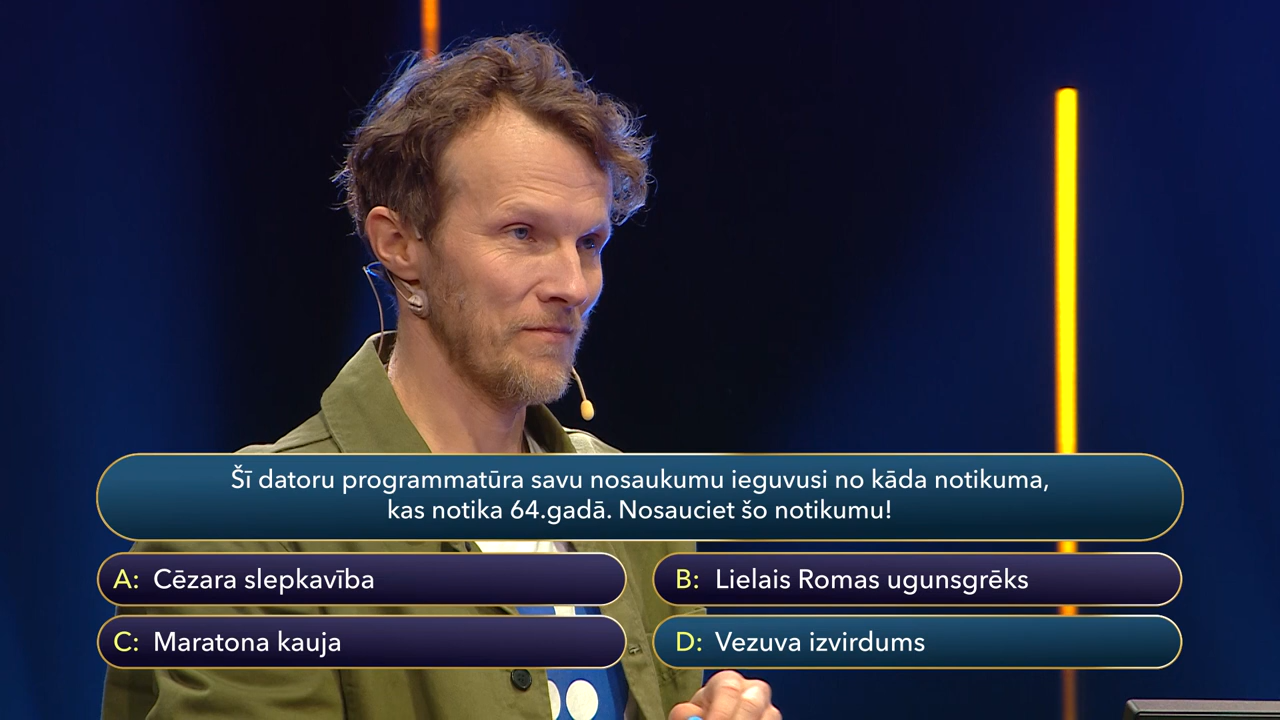 Šī datoru programmatūra savu nosaukumu ieguvusi no kāda notikuma,
kas notika 64.gadā. Nosauciet šo notikumu!
A: Cēzara slepkavība
B: Lielais Romas ugunsgrēks
C: Maratona kauja
D: Vezuva izvirdums